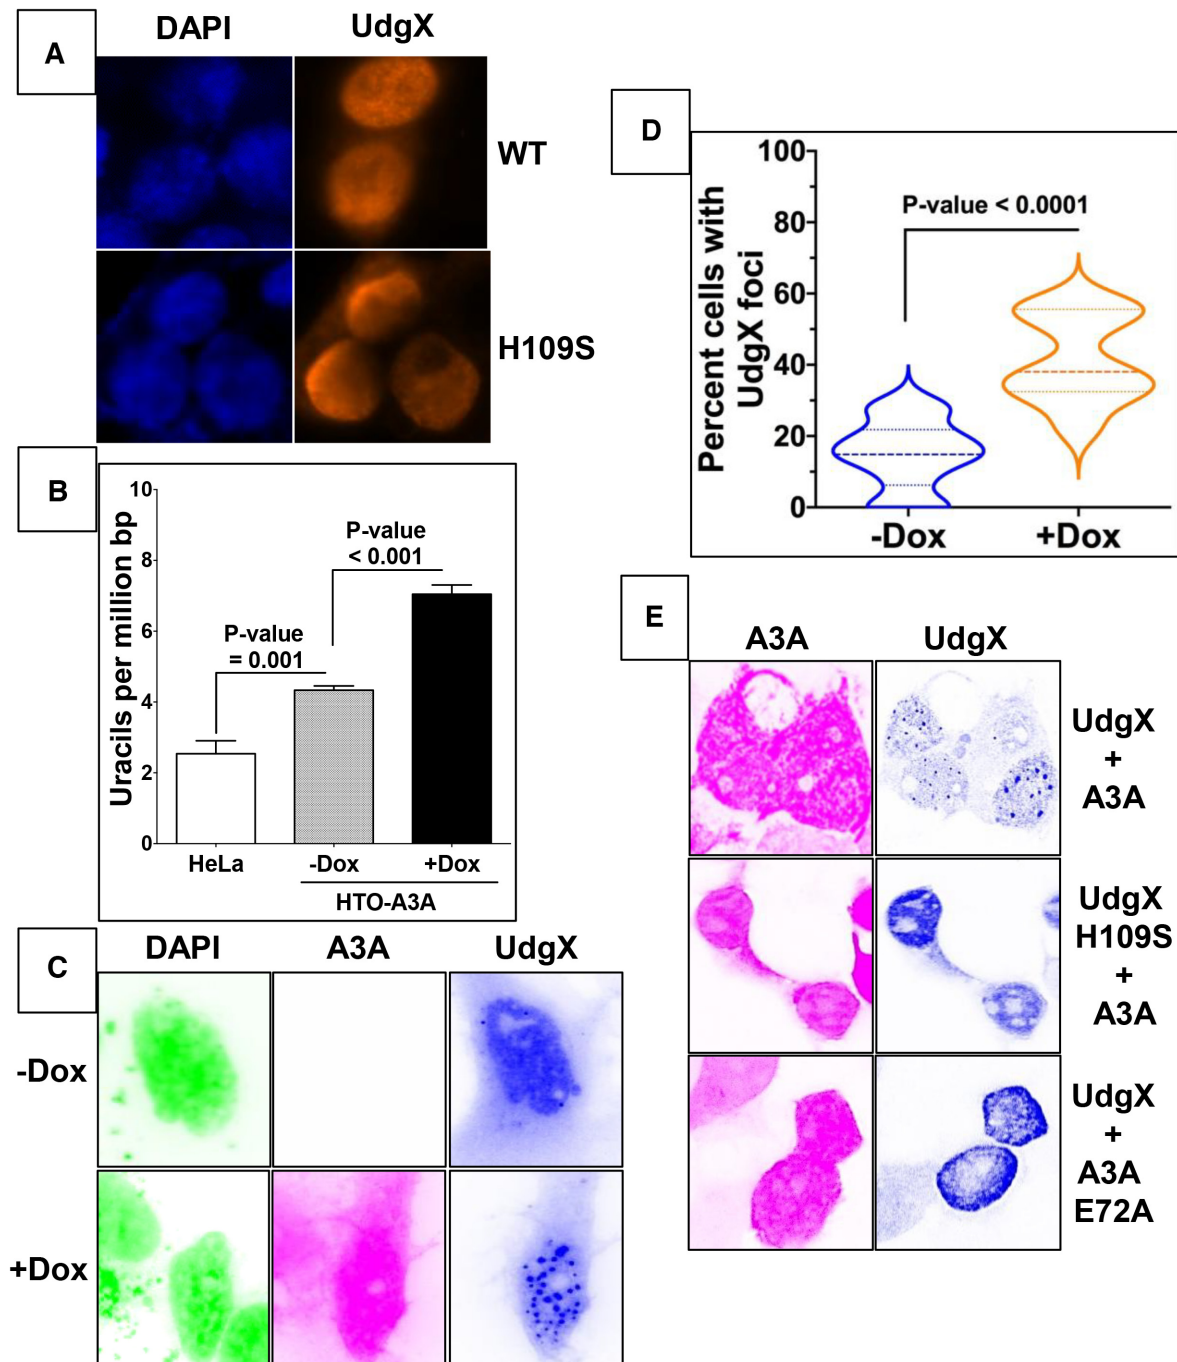 A
DAPI
UdgX
WT
H109S
B
Uracils per million bp
10
8
6
4
2
0
P-value
= 0.001
P-value
< 0.001
HeLa
-Dox
+Dox
HTO-A3A
C
DAPI
A3A
UdgX
-Dox
+Dox
D
Percent cells with
UdgX foci
100
80
60
40
20
0
P-value < 0.0001
-Dox
+Dox
E
A3A
UdgX
UdgX
+
A3A
UdgX
H109S
+
A3A
UdgX
+
A3A
E72A